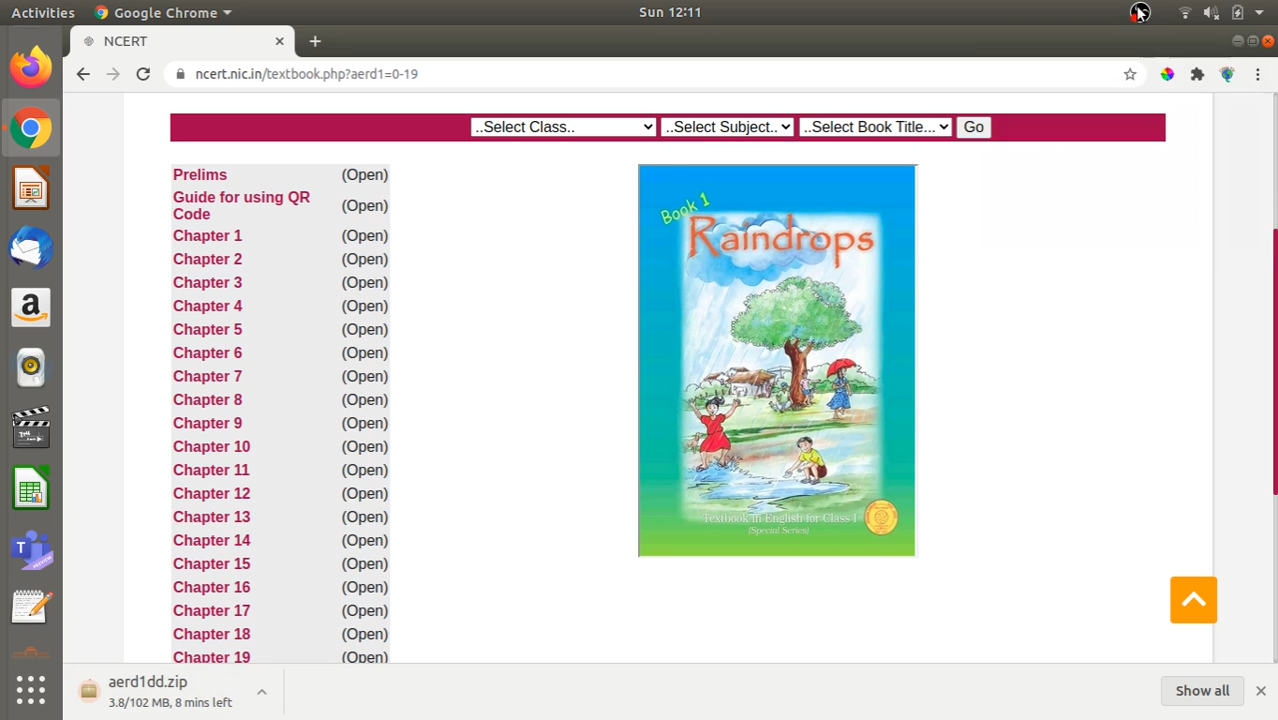 Activities
Google Chrome
Sun 12:11
NCERT
ncert.nic.in/textbook.php?aerd1=0-19
..Select Class..
..Select Subject..
..Select Book Title...
Go
Prelims (Open)
Guide for using QR
Code
(Open)
Chapter 1 (Open)
Chapter 2 (Open)
Chapter 3 (Open)
Chapter 4 (Open)
Chapter 5 (Open)
Chapter 6 (Open)
Chapter 7 (Open)
Chapter 8 (Open)
Chapter 9 (Open)
Chapter 10 (Open)
Chapter 11 (Open)
Chapter 12 (Open)
Chapter 13 (Open)
Chapter 14 (Open)
Chapter 15 (Open)
Chapter 16 (Open)
Chapter 17 (Open)
Chapter 18 (Open)
Chapter 19 (Open)
Book 1
Raindrops
Textbook in English for Class I
(Special Series)
aerd1dd.zip
3.8/102 MB, 8 mins left
Show all